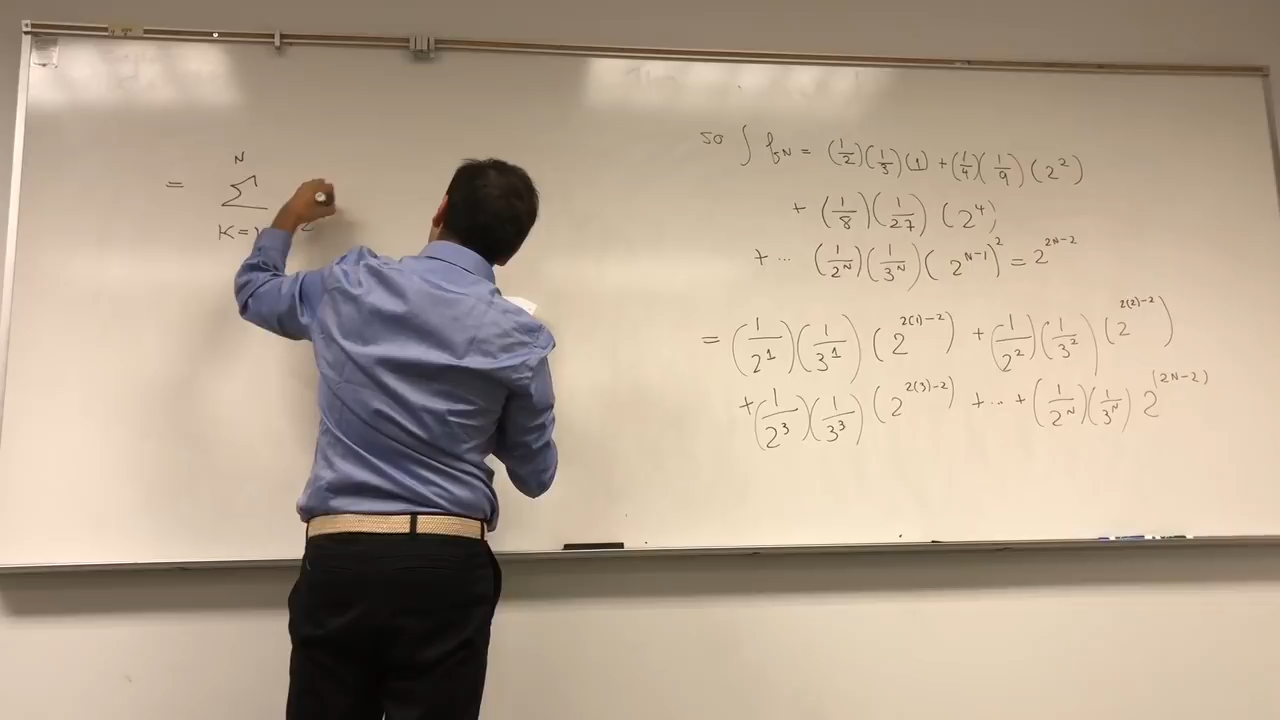 N
= ∑
K=
so ∫ fN = (1/2)(1/3)(1) + (1/4)(1/9)(2^2)
+ (1/8)(1/27)(2^4)
+ ... (1/2^N)(1/3^N)(2^{N-1})^2 = 2^{2N-2}
= (1/2^1)(1/3^1)(2^{2(1)-2}) + (1/2^2)(1/3^2)(2^{2(2)-2})
+ (1/2^3)(1/3^3)(2^{2(3)-2}) + ... + (1/2^N)(1/3^N) 2^{(2N-2)}